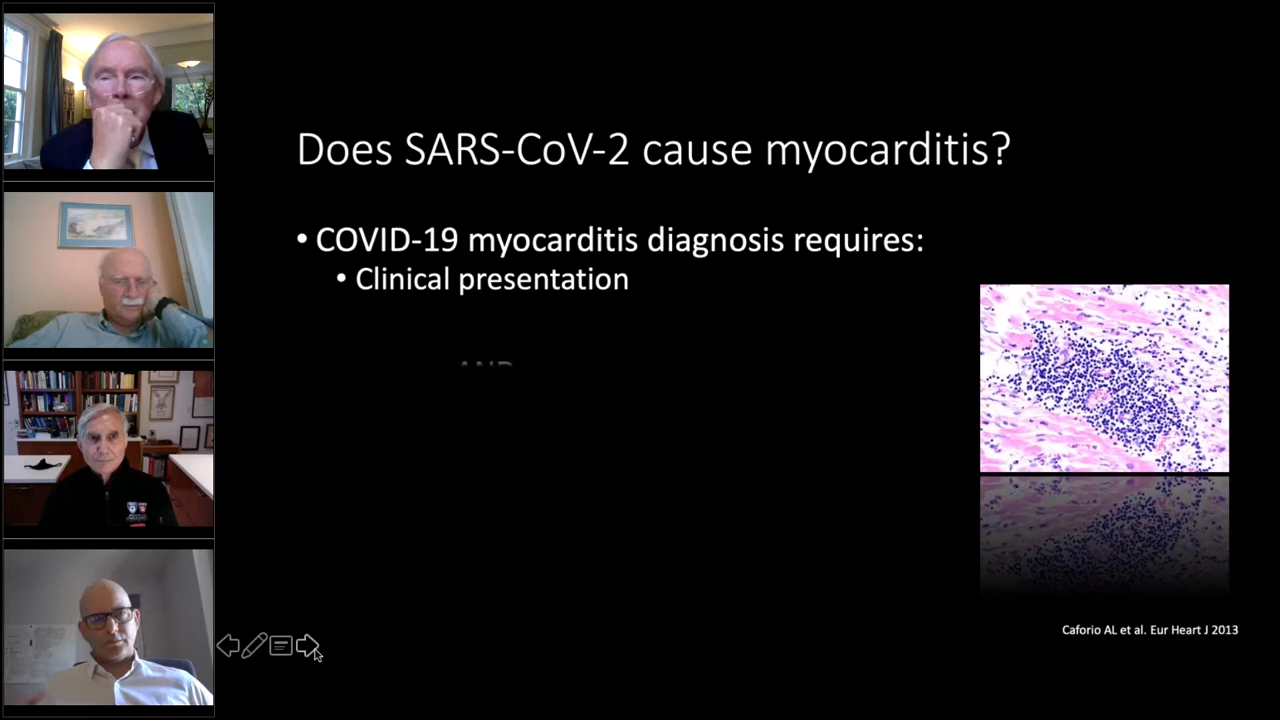 Does SARS-CoV-2 cause myocarditis?
• COVID-19 myocarditis diagnosis requires:
• Clinical presentation
Caforio AL et al. Eur Heart J 2013